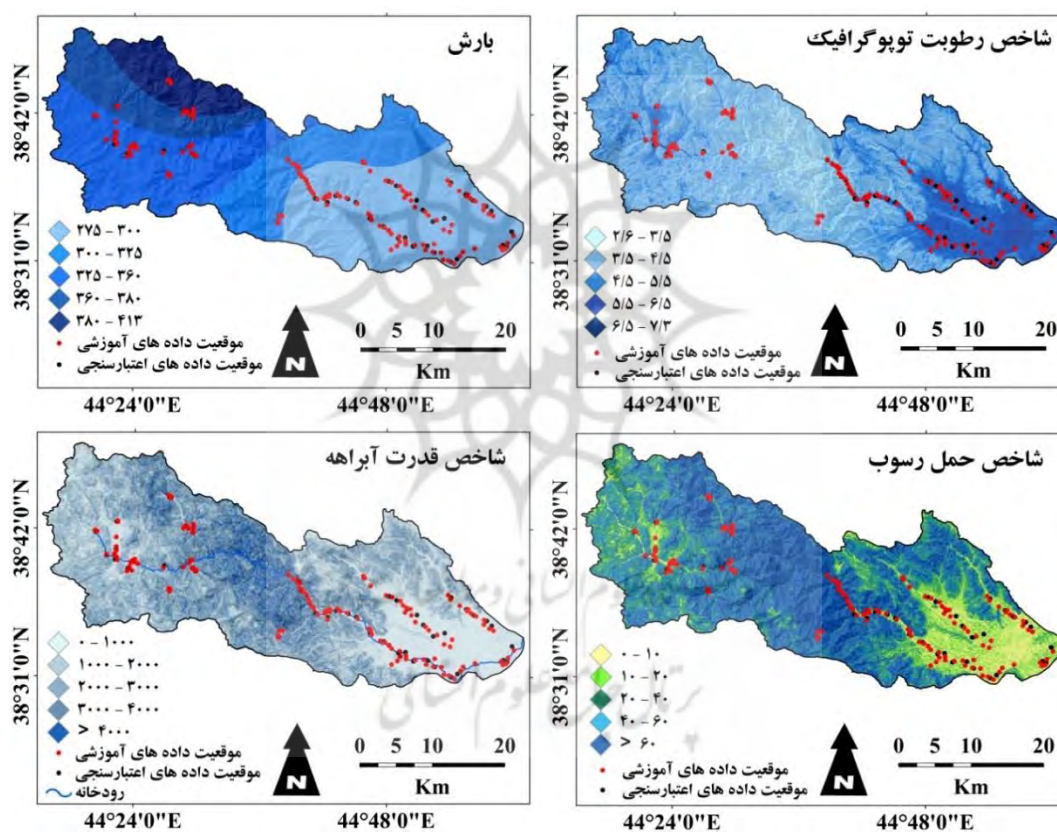 بارش
38°42'0"N
38°31'0"N
۲۷۵ - ۳۰۰
۳۰۰ - ۳۲۵
۳۲۵ - ۳۶۰
۳۶۰ - ۳۸۰
۳۸۰ - ۴۱۳
موقعیت داده های آموزشی
موقعیت داده های اعتبارسنجی
N
0 5 10 20
Km
44°24'0"E 44°48'0"E
شاخص رطوبت توپوگرافیک
38°42'0"N
38°31'0"N
۲/۶ - ۳/۵
۳/۵ - ۴/۵
۴/۵ - ۵/۵
۵/۵ - ۶/۵
۶/۵ - ۷/۳
موقعیت داده های آموزشی
موقعیت داده های اعتبارسنجی
N
0 5 10 20
Km
44°24'0"E 44°48'0"E
شاخص قدرت آبراهه
38°42'0"N
38°31'0"N
۰ - ۱۰۰۰
۱۰۰۰ - ۲۰۰۰
۲۰۰۰ - ۳۰۰۰
۳۰۰۰ - ۴۰۰۰
> ۴۰۰۰
موقعیت داده های آموزشی
موقعیت داده های اعتبارسنجی
رودخانه
N
0 5 10 20
Km
44°24'0"E 44°48'0"E
شاخص حمل رسوب
38°42'0"N
38°31'0"N
۰ - ۱۰
۱۰ - ۲۰
۲۰ - ۴۰
۴۰ - ۶۰
> ۶۰
موقعیت داده های آموزشی
موقعیت داده های اعتبارسنجی
N
0 5 10 20
Km
44°24'0"E 44°48'0"E
علوم انسانی